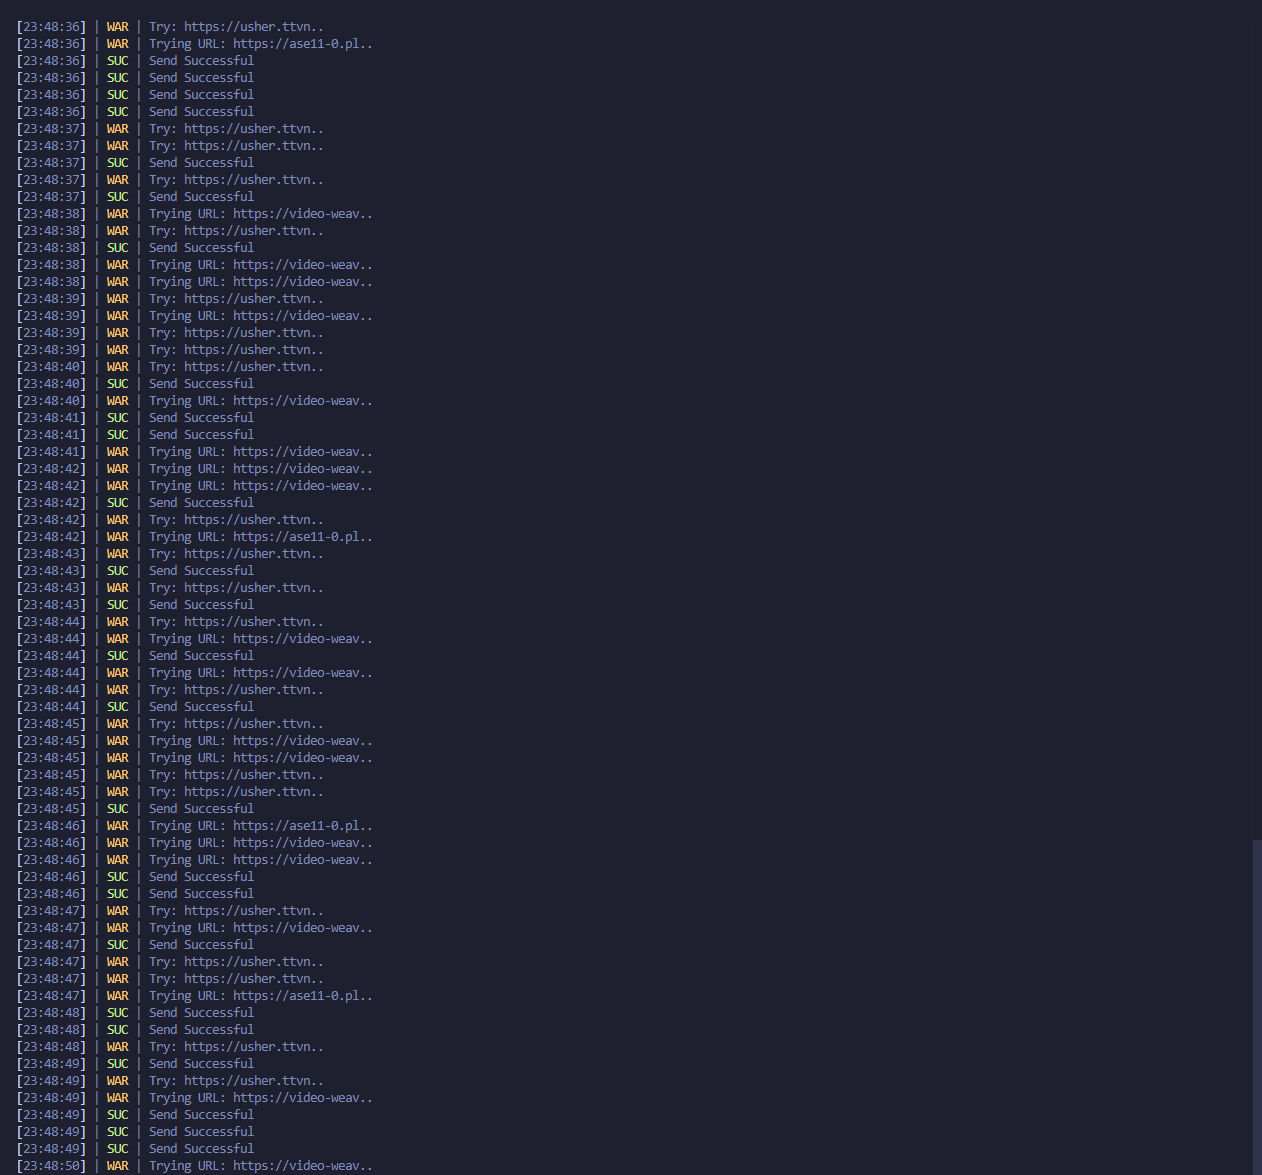 [23:48:36] | WAR | Try: https://usher.ttvn..
[23:48:36] | WAR | Trying URL: https://ase11-0.pl..
[23:48:36] | SUC | Send Successful
[23:48:36] | SUC | Send Successful
[23:48:36] | SUC | Send Successful
[23:48:36] | SUC | Send Successful
[23:48:37] | WAR | Try: https://usher.ttvn..
[23:48:37] | WAR | Try: https://usher.ttvn..
[23:48:37] | SUC | Send Successful
[23:48:37] | WAR | Try: https://usher.ttvn..
[23:48:37] | SUC | Send Successful
[23:48:38] | WAR | Trying URL: https://video-weav..
[23:48:38] | WAR | Try: https://usher.ttvn..
[23:48:38] | SUC | Send Successful
[23:48:38] | WAR | Trying URL: https://video-weav..
[23:48:38] | WAR | Trying URL: https://video-weav..
[23:48:39] | WAR | Try: https://usher.ttvn..
[23:48:39] | WAR | Trying URL: https://video-weav..
[23:48:39] | WAR | Try: https://usher.ttvn..
[23:48:39] | WAR | Try: https://usher.ttvn..
[23:48:40] | WAR | Try: https://usher.ttvn..
[23:48:40] | SUC | Send Successful
[23:48:40] | WAR | Trying URL: https://video-weav..
[23:48:41] | SUC | Send Successful
[23:48:41] | SUC | Send Successful
[23:48:41] | WAR | Trying URL: https://video-weav..
[23:48:42] | WAR | Trying URL: https://video-weav..
[23:48:42] | WAR | Trying URL: https://video-weav..
[23:48:42] | SUC | Send Successful
[23:48:42] | WAR | Try: https://usher.ttvn..
[23:48:42] | WAR | Trying URL: https://ase11-0.pl..
[23:48:43] | WAR | Try: https://usher.ttvn..
[23:48:43] | SUC | Send Successful
[23:48:43] | WAR | Try: https://usher.ttvn..
[23:48:43] | SUC | Send Successful
[23:48:44] | WAR | Try: https://usher.ttvn..
[23:48:44] | WAR | Trying URL: https://video-weav..
[23:48:44] | SUC | Send Successful
[23:48:44] | WAR | Trying URL: https://video-weav..
[23:48:44] | WAR | Try: https://usher.ttvn..
[23:48:44] | SUC | Send Successful
[23:48:45] | WAR | Try: https://usher.ttvn..
[23:48:45] | WAR | Trying URL: https://video-weav..
[23:48:45] | WAR | Trying URL: https://video-weav..
[23:48:45] | WAR | Try: https://usher.ttvn..
[23:48:45] | WAR | Try: https://usher.ttvn..
[23:48:45] | SUC | Send Successful
[23:48:46] | WAR | Trying URL: https://ase11-0.pl..
[23:48:46] | WAR | Trying URL: https://video-weav..
[23:48:46] | WAR | Trying URL: https://video-weav..
[23:48:46] | SUC | Send Successful
[23:48:46] | SUC | Send Successful
[23:48:47] | WAR | Try: https://usher.ttvn..
[23:48:47] | WAR | Trying URL: https://video-weav..
[23:48:47] | SUC | Send Successful
[23:48:47] | WAR | Try: https://usher.ttvn..
[23:48:47] | WAR | Try: https://usher.ttvn..
[23:48:47] | WAR | Trying URL: https://ase11-0.pl..
[23:48:48] | SUC | Send Successful
[23:48:48] | SUC | Send Successful
[23:48:48] | WAR | Try: https://usher.ttvn..
[23:48:49] | SUC | Send Successful
[23:48:49] | WAR | Try: https://usher.ttvn..
[23:48:49] | WAR | Trying URL: https://video-weav..
[23:48:49] | SUC | Send Successful
[23:48:49] | SUC | Send Successful
[23:48:49] | SUC | Send Successful
[23:48:50] | WAR | Trying URL: https://video-weav..